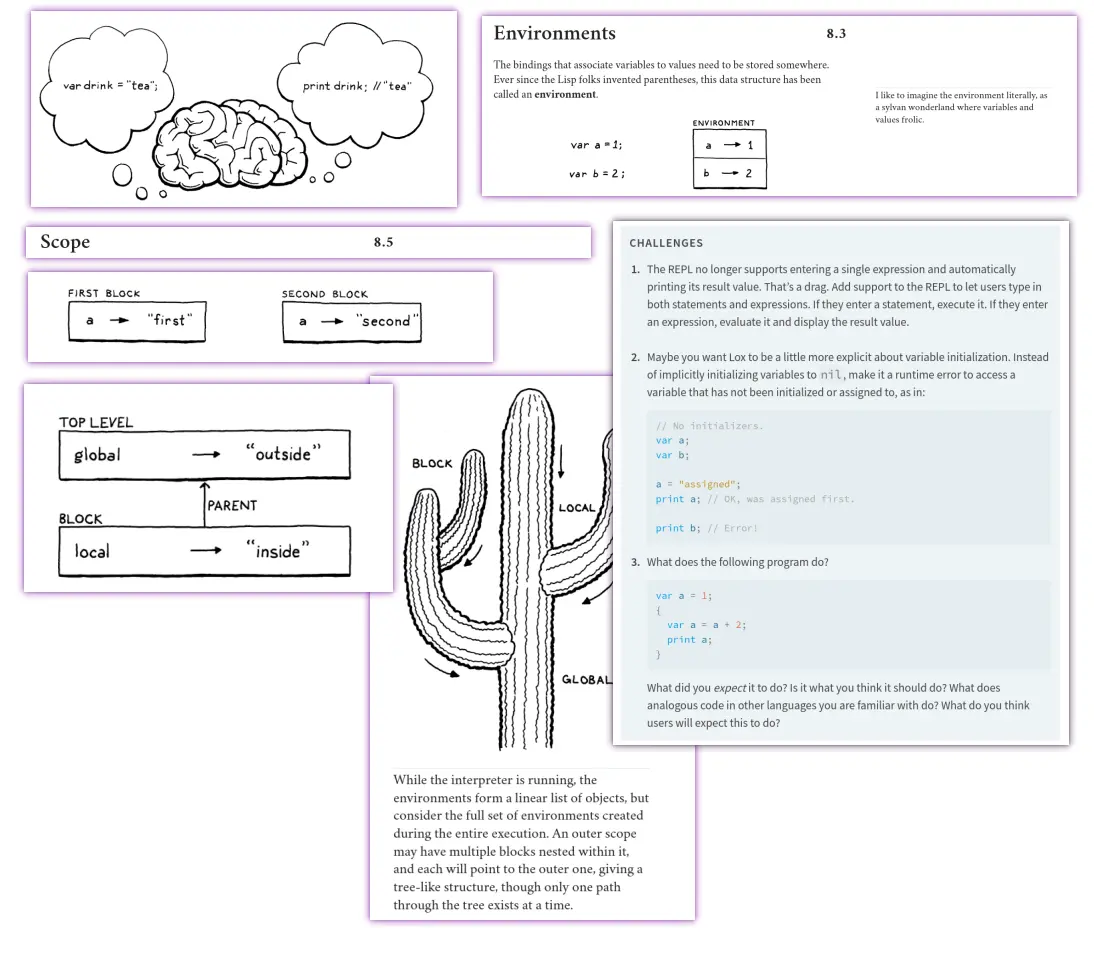 var drink = "tea";
print drink; // "tea"
Environments 8.3
The bindings that associate variables to values need to be stored somewhere.
Ever since the Lisp folks invented parentheses, this data structure has been
called an environment.
I like to imagine the environment literally, as
a sylvan wonderland where variables and
values frolic.
ENVIRONMENT
var a = 1;
a → 1
var b = 2;
b → 2
Scope 8.5
FIRST BLOCK
a → "first"
SECOND BLOCK
a → "second"
TOP LEVEL
global → "outside"
PARENT
BLOCK
local → "inside"
BLOCK
LOCAL
GLOBAL
While the interpreter is running, the
environments form a linear list of objects, but
consider the full set of environments created
during the entire execution. An outer scope
may have multiple blocks nested within it,
and each will point to the outer one, giving a
tree-like structure, though only one path
through the tree exists at a time.
CHALLENGES
1. The REPL no longer supports entering a single expression and automatically
printing its result value. That's a drag. Add support to the REPL to let users type in
both statements and expressions. If they enter a statement, execute it. If they enter
an expression, evaluate it and display the result value.
2. Maybe you want Lox to be a little more explicit about variable initialization. Instead
of implicitly initializing variables to nil, make it a runtime error to access a
variable that has not been initialized or assigned to, as in:
// No initializers.
var a;
var b;
a = "assigned";
print a; // OK, was assigned first.
print b; // Error!
3. What does the following program do?
var a = 1;
{
var a = a + 2;
print a;
}
What did you expect it to do? Is it what you think it should do? What does
analogous code in other languages you are familiar with do? What do you think
users will expect this to do?